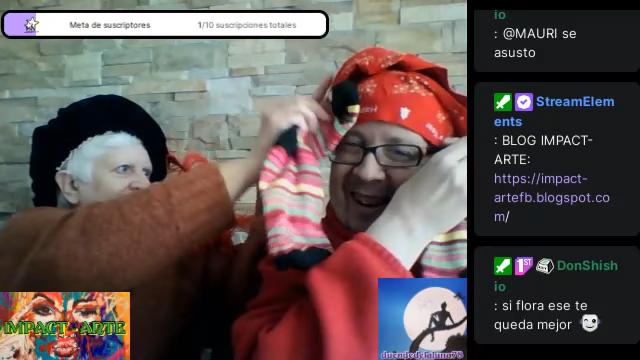 Meta de suscriptores 1/10 suscripciones totales
io
: @MAURI se
asusto
StreamElem
ents
: BLOG IMPACT-
ARTE:
https://impact-
artefb.blogspot.co
m/
1ST DonShish
io
: si flora ese te
queda mejor
IMPACT-ARTE